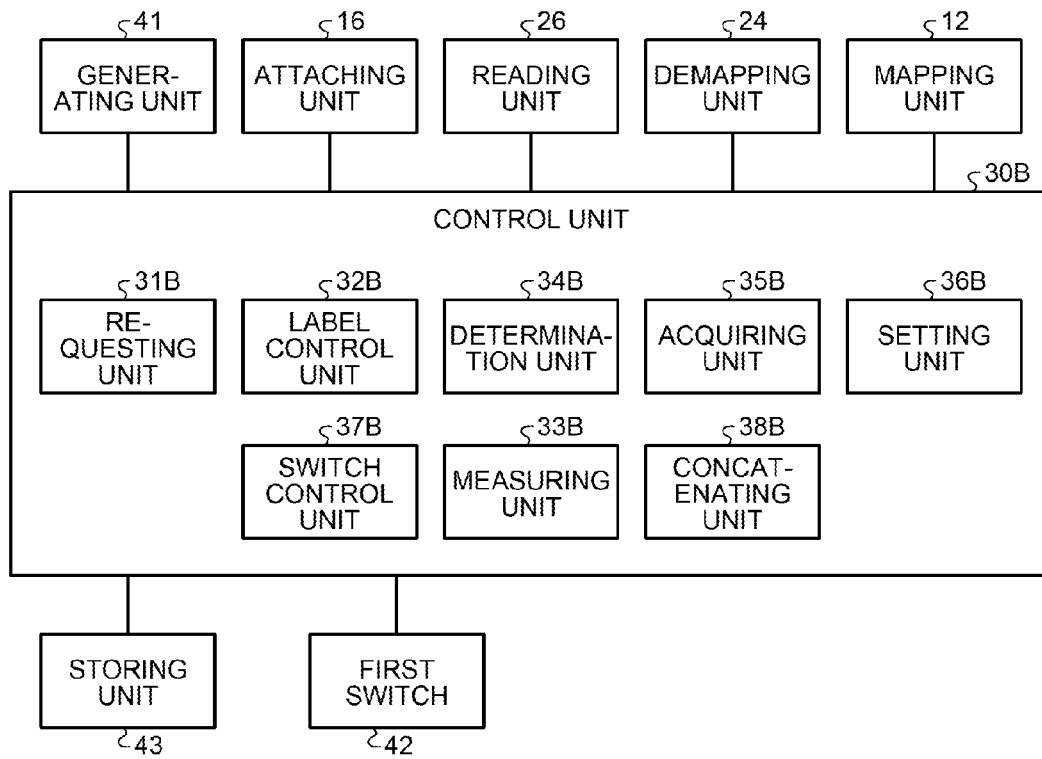 41
16
26
24
12
GENER-
ATING UNIT
ATTACHING
UNIT
READING
UNIT
DEMAPPING
UNIT
MAPPING
UNIT
30B
CONTROL UNIT
31B
32B
34B
35B
36B
RE-
QUESTING
UNIT
LABEL
CONTROL
UNIT
DETERMINA-
TION UNIT
ACQUIRING
UNIT
SETTING
UNIT
37B
33B
38B
SWITCH
CONTROL
UNIT
MEASURING
UNIT
CONCAT-
ENATING
UNIT
STORING
UNIT
FIRST
SWITCH
43
42